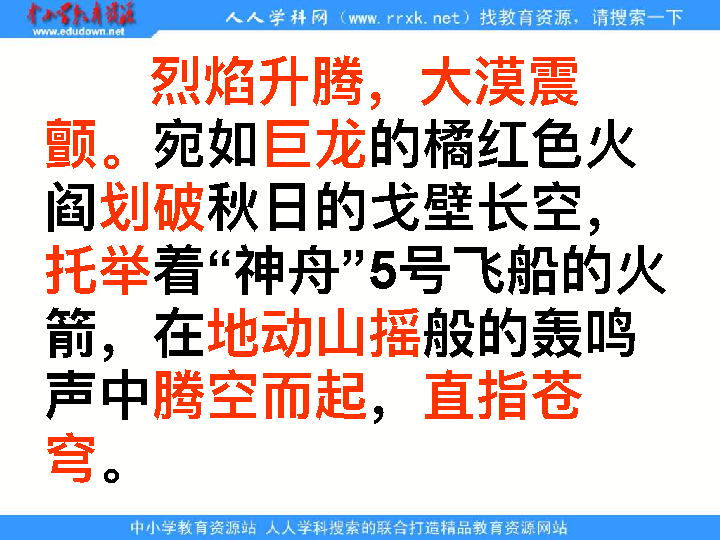 中小学教育资源
www.edudown.net
人人学科网（www.rrxk.net）找教育资源，请搜索一下
烈焰升腾，大漠震
颤。宛如巨龙的橘红色火
阎划破秋日的戈壁长空，
托举着“神舟”5号飞船的火
箭，在地动山摇般的轰鸣
声中腾空而起，直指苍
穹。
中小学教育资源站 人人学科搜索的联合打造精品教育资源网站